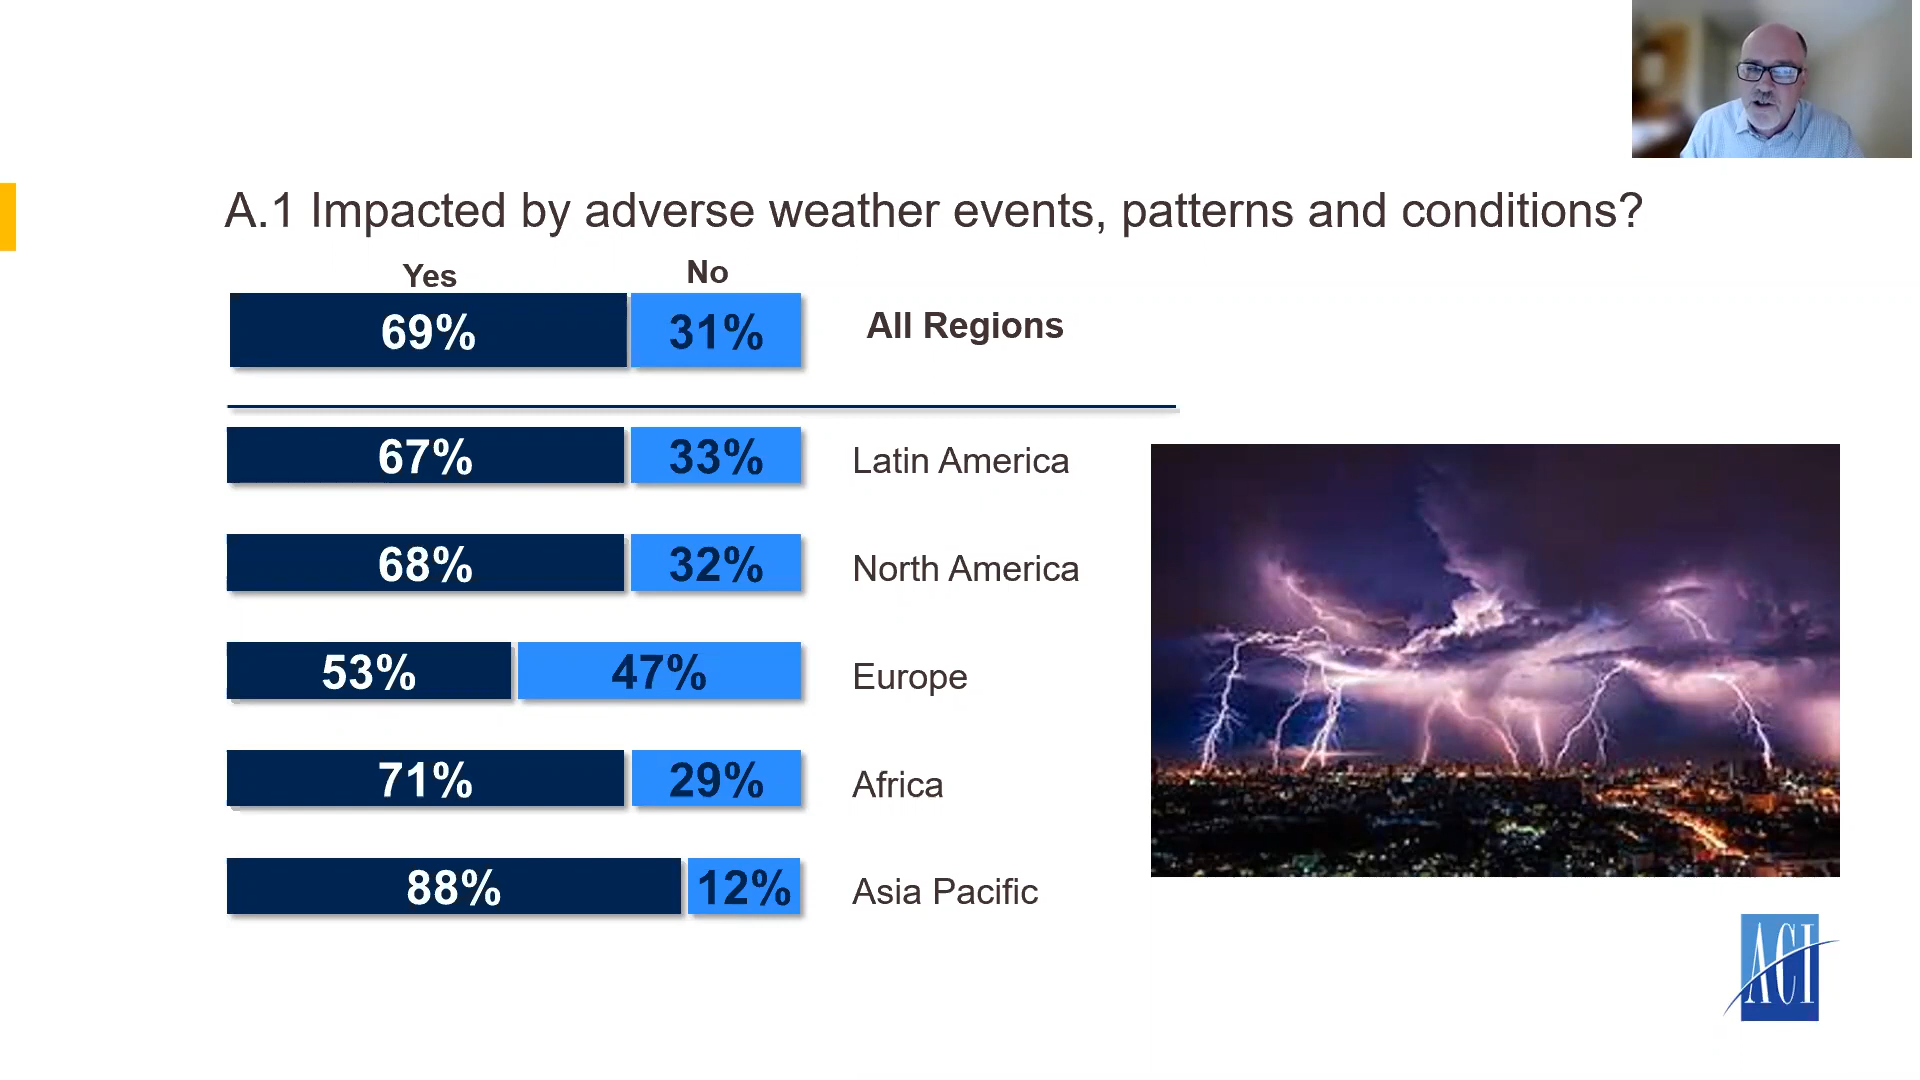 A.1 Impacted by adverse weather events, patterns and conditions?
Yes No
69% 31% All Regions
67% 33% Latin America
68% 32% North America
53% 47% Europe
71% 29% Africa
88% 12% Asia Pacific
ACI